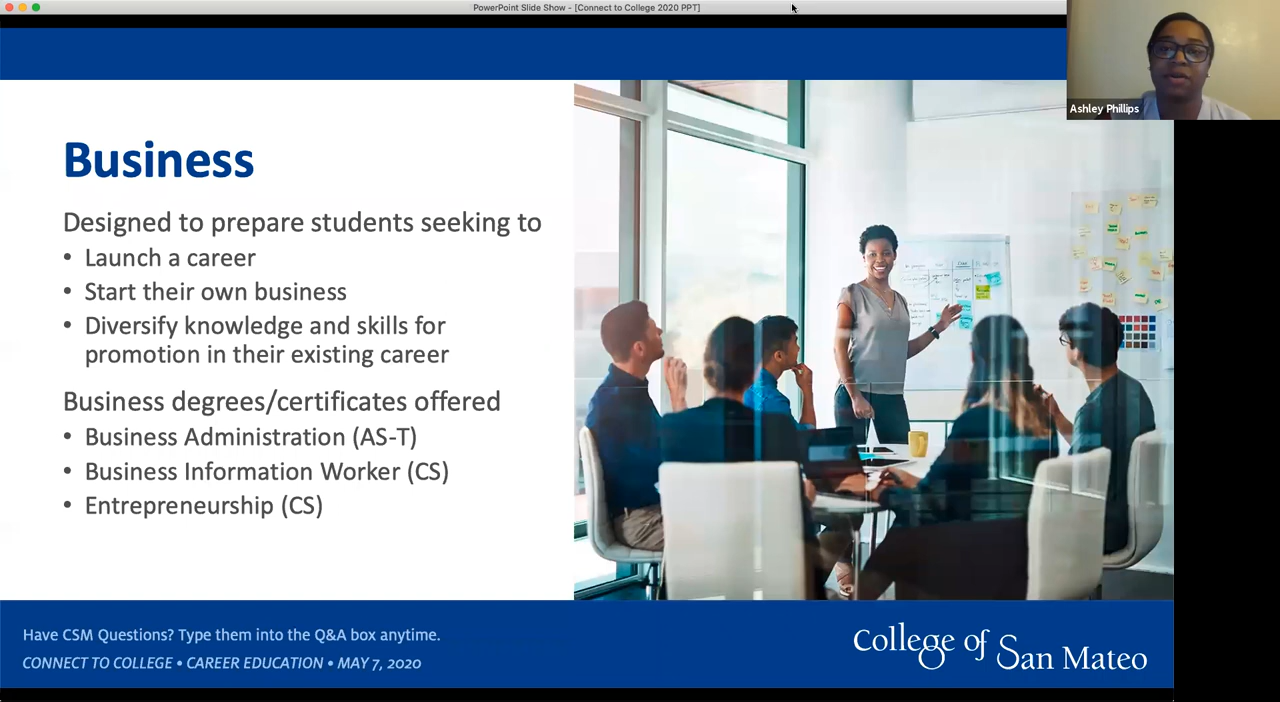 PowerPoint Slide Show - [Connect to College 2020 PPT]
Ashley Phillips
Business
Designed to prepare students seeking to
• Launch a career
• Start their own business
• Diversify knowledge and skills for
promotion in their existing career
Business degrees/certificates offered
• Business Administration (AS-T)
• Business Information Worker (CS)
• Entrepreneurship (CS)
Have CSM Questions? Type them into the Q&A box anytime.
CONNECT TO COLLEGE • CAREER EDUCATION • MAY 7, 2020
College of San Mateo